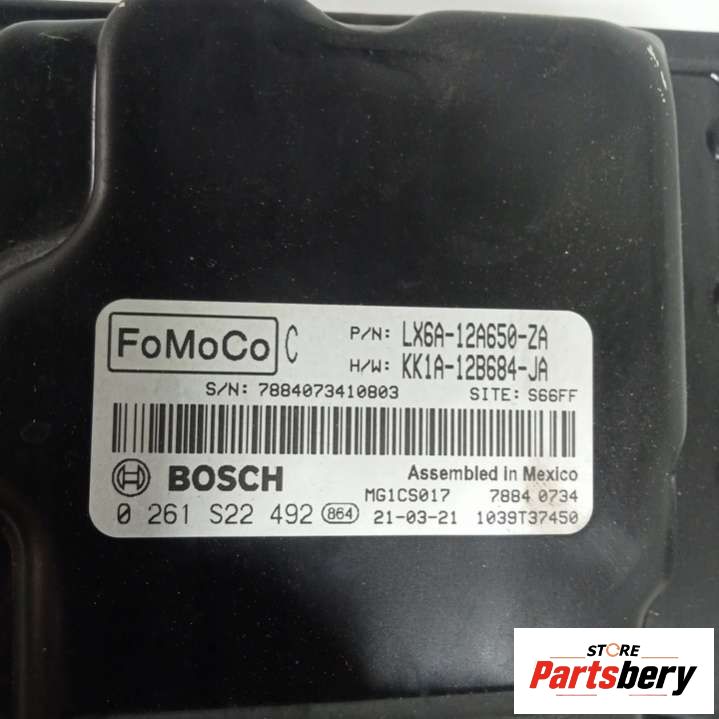 FoMoCo C P/N: LX6A-12A650-ZA
H/W: KK1A-12B684-JA
S/N: 7884073410803 SITE: S66FF
BOSCH Assembled in Mexico
MG1CS017 7884 0734
0 261 S22 492 864 21-03-21 1039T37450
STORE
Partsbery